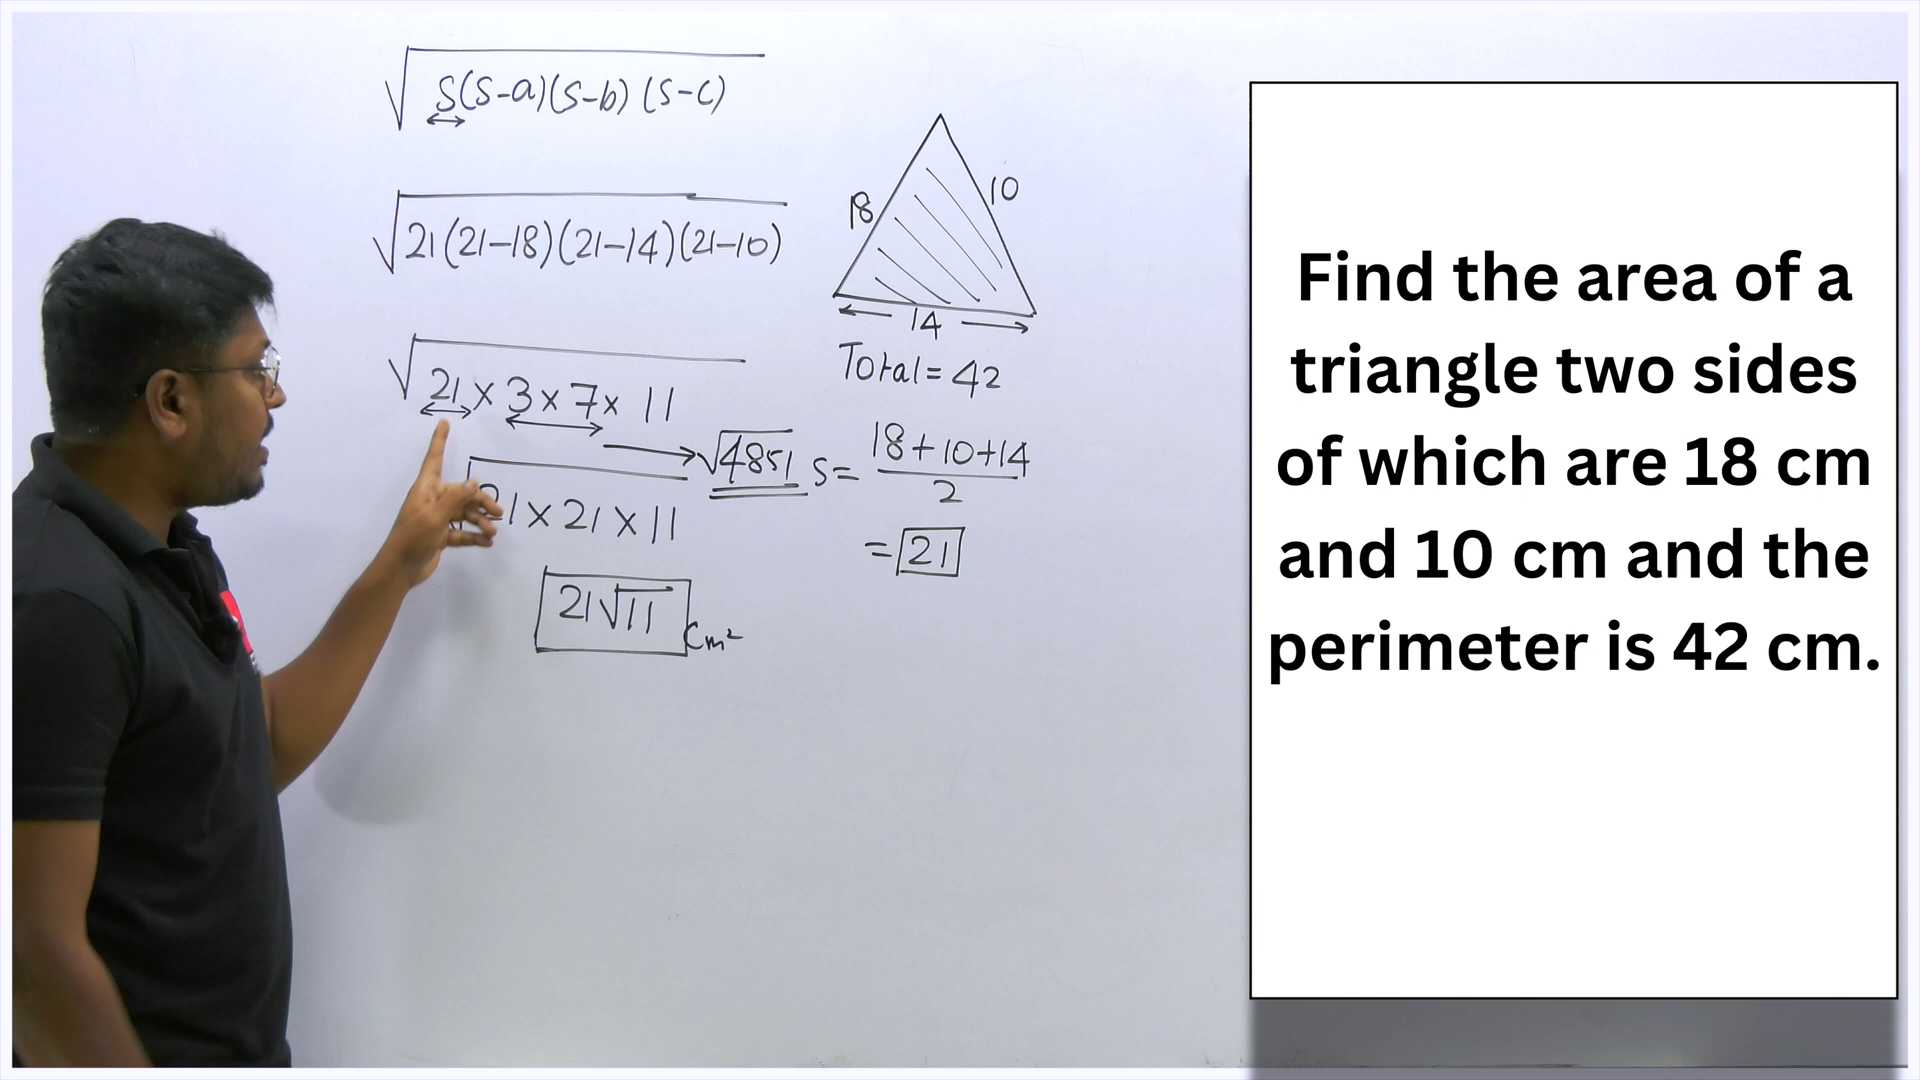 √S(S-a)(S-b)(S-c)
√21(21-18)(21-14)(21-10)
√21×3×7×11
√4851
21×21×11
21√11 cm²
18
10
14
Total=42
S= 18+10+14
2
=21
Find the area of a
triangle two sides
of which are 18 cm
and 10 cm and the
perimeter is 42 cm.